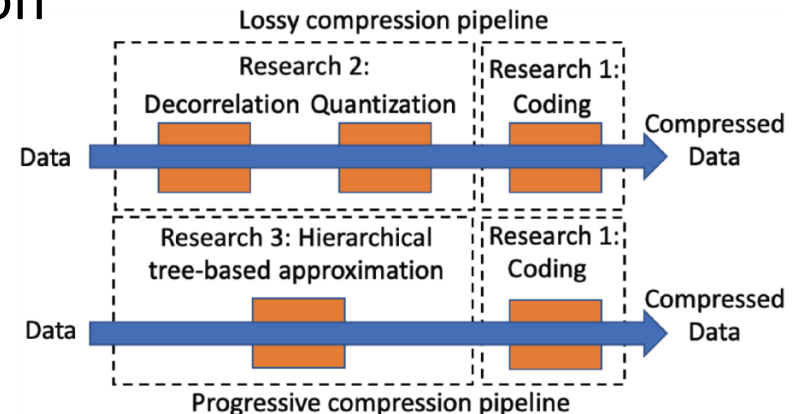 on
Lossy compression pipeline
Research 2:
Decorrelation Quantization
Research 1:
Coding
Data
Compressed
Data
Research 3: Hierarchical
tree-based approximation
Research 1:
Coding
Data
Compressed
Data
Progressive compression pipeline